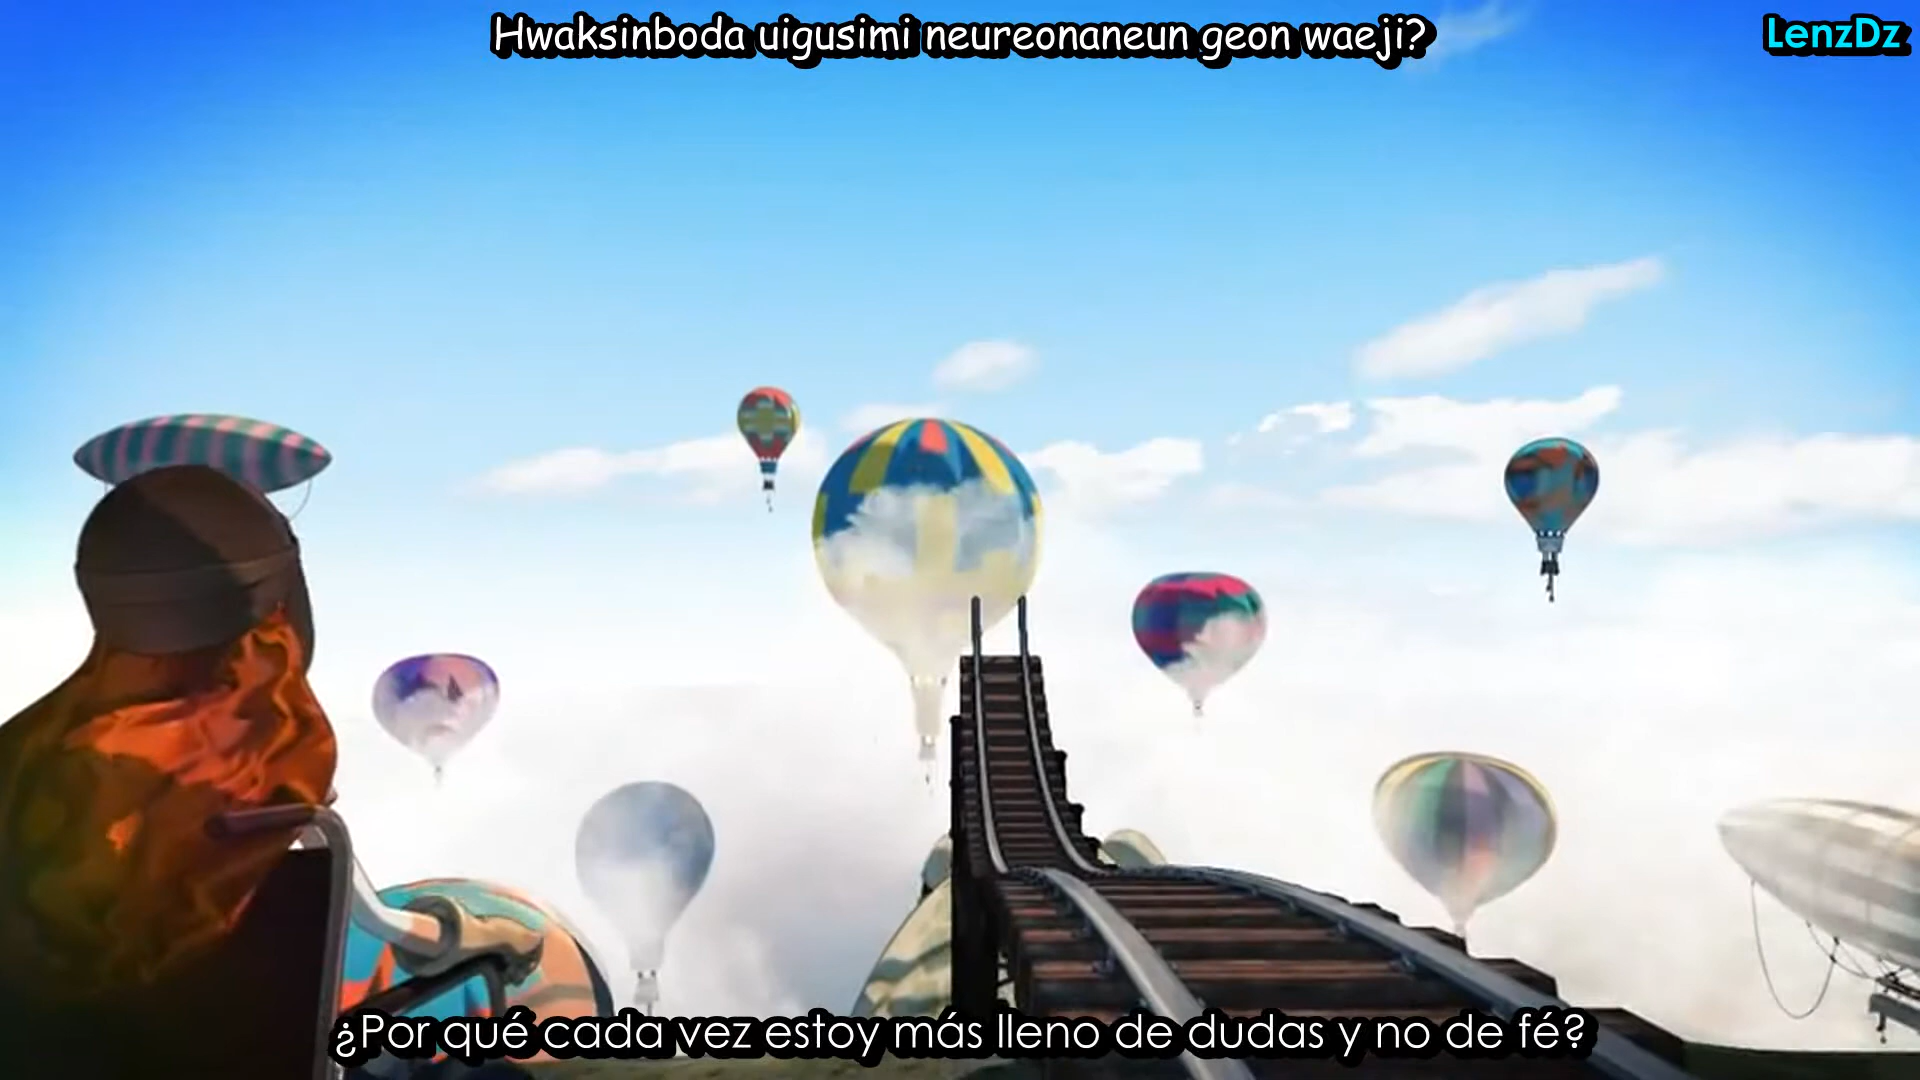 Hwaksinboda uigusimi neureonaneun geon waeji?
LenzDz
¿Por qué cada vez estoy más lleno de dudas y no de fé?